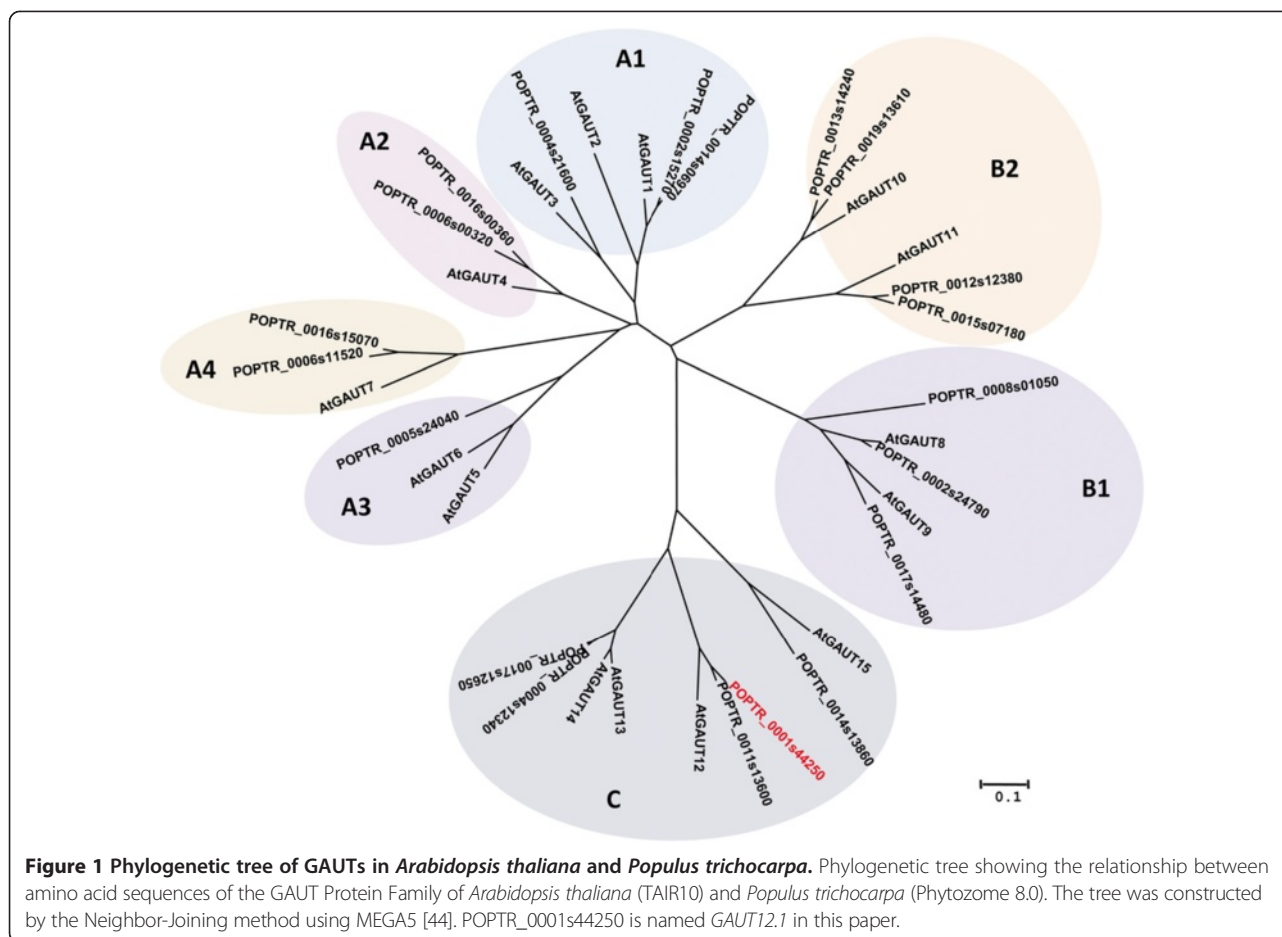 A1
POPTR_0004s21600
AtGAUT2
AtGAUT3
AtGAUT1
POPTR_0002s15270
POPTR_0014s06970
A2
POPTR_0016s00360
POPTR_0006s00320
AtGAUT4
B2
POPTR_0013s14240
POPTR_0019s13610
AtGAUT10
AtGAUT11
POPTR_0012s12380
POPTR_0015s07180
A4
POPTR_0016s15070
POPTR_0006s11520
AtGAUT7
A3
POPTR_0005s24040
AtGAUT6
AtGAUT5
B1
POPTR_0008s01050
AtGAUT8
POPTR_0002s24790
AtGAUT9
POPTR_0017s14480
C
POPTR_0017s12650
POPTR_0004s12340
AtGAUT14
AtGAUT13
AtGAUT12
POPTR_0011s13600
POPTR_0001s44250
POPTR_0014s13860
AtGAUT15
0.1
Figure 1 Phylogenetic tree of GAUTs in Arabidopsis thaliana and Populus trichocarpa. Phylogenetic tree showing the relationship between
amino acid sequences of the GAUT Protein Family of Arabidopsis thaliana (TAIR10) and Populus trichocarpa (Phytozome 8.0). The tree was constructed
by the Neighbor-Joining method using MEGA5 [44]. POPTR_0001s44250 is named GAUT12.1 in this paper.